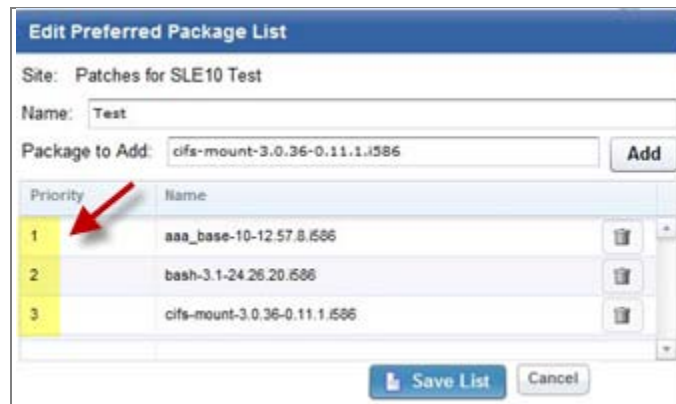 Edit Preferred Package List
Site: Patches for SLE10 Test
Name: Test
Package to Add: cifs-mount-3.0.36-0.11.1.i586 Add
Priority Name
1 aaa_base-10-12.57.8.i586
2 bash-3.1-24.26.20.i586
3 cifs-mount-3.0.36-0.11.1.i586
Save List Cancel